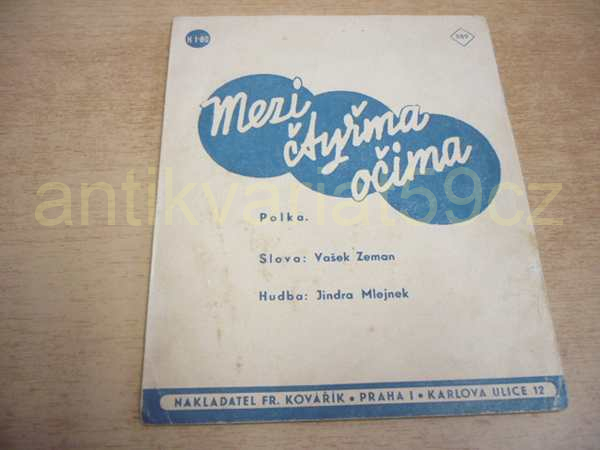 H 1·80
589
Mezi
čtyřma
očima
antikvariat59cz
Polka.
Slova: Vašek Zeman
Hudba: Jindra Mlejnek
NAKLADATEL FR. KOVÁŘÍK • PRAHA I • KARLOVA ULICE 12